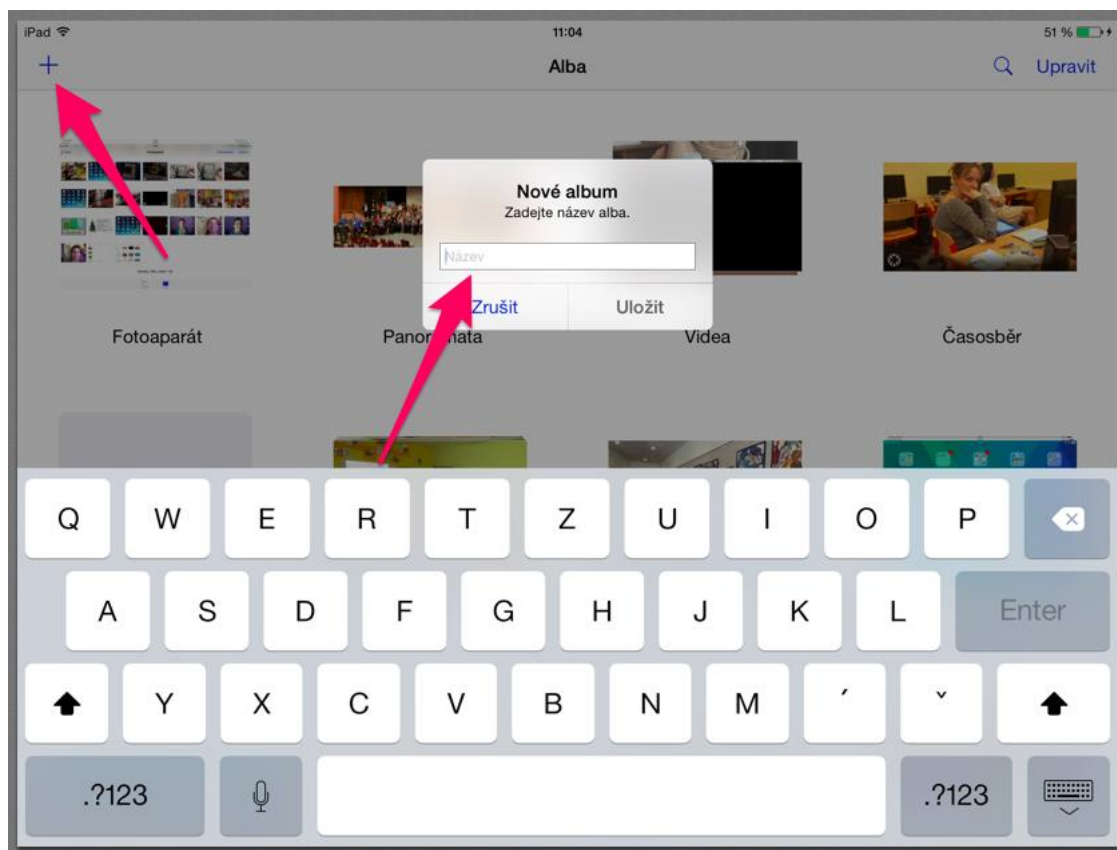 iPad 11:04 51 %
+ Alba Upravit
Nové album
Zadejte název alba.
Název
Zrušit Uložit
Fotoaparát Panoramata Videa Časosběr
Q W E R T Z U I O P
A S D F G H J K L Enter
Y X C V B N M ´ ˇ
.?123 .?123